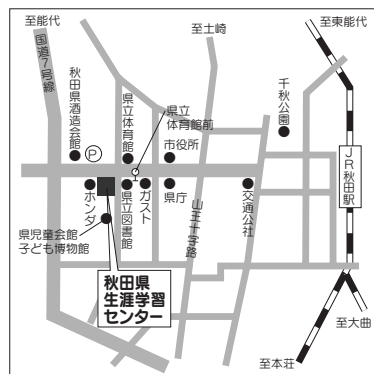 至能代
至土崎
至東能代
国道7号線
秋田県酒造会館
P
県立体育館
県立
体育館前
市役所
千秋公園
JR秋田駅
ホンダ
県立図書館
ガスト
県庁
山王十字路
交通公社
県児童会館
子ども博物館
秋田県
生涯学習
センター
至本荘
至大曲